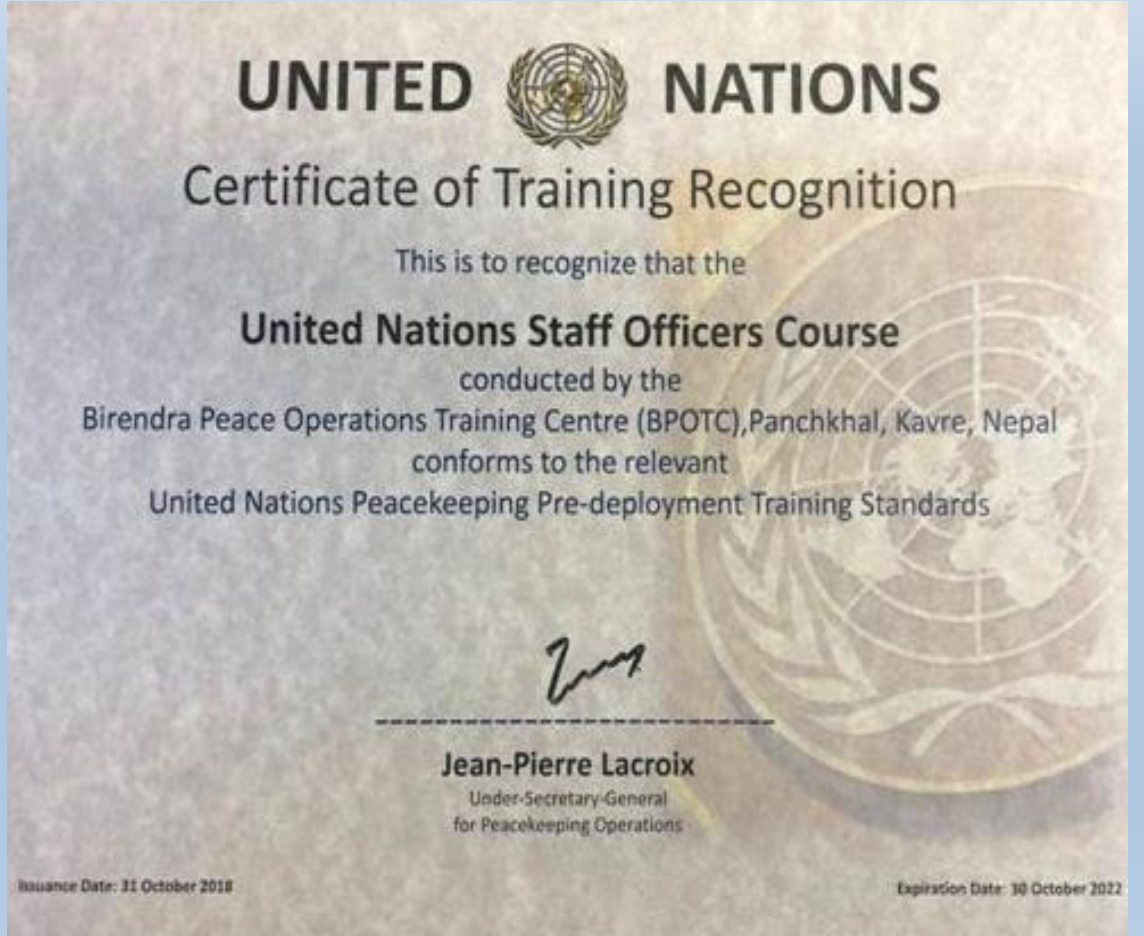 UNITED NATIONS
Certificate of Training Recognition
This is to recognize that the
United Nations Staff Officers Course
conducted by the
Birendra Peace Operations Training Centre (BPOTC),Panchkhal, Kavre, Nepal
conforms to the relevant
United Nations Peacekeeping Pre-deployment Training Standards
Jean-Pierre Lacroix
Under-Secretary-General
for Peacekeeping Operations
Issuance Date: 31 October 2018
Expiration Date: 30 October 2022